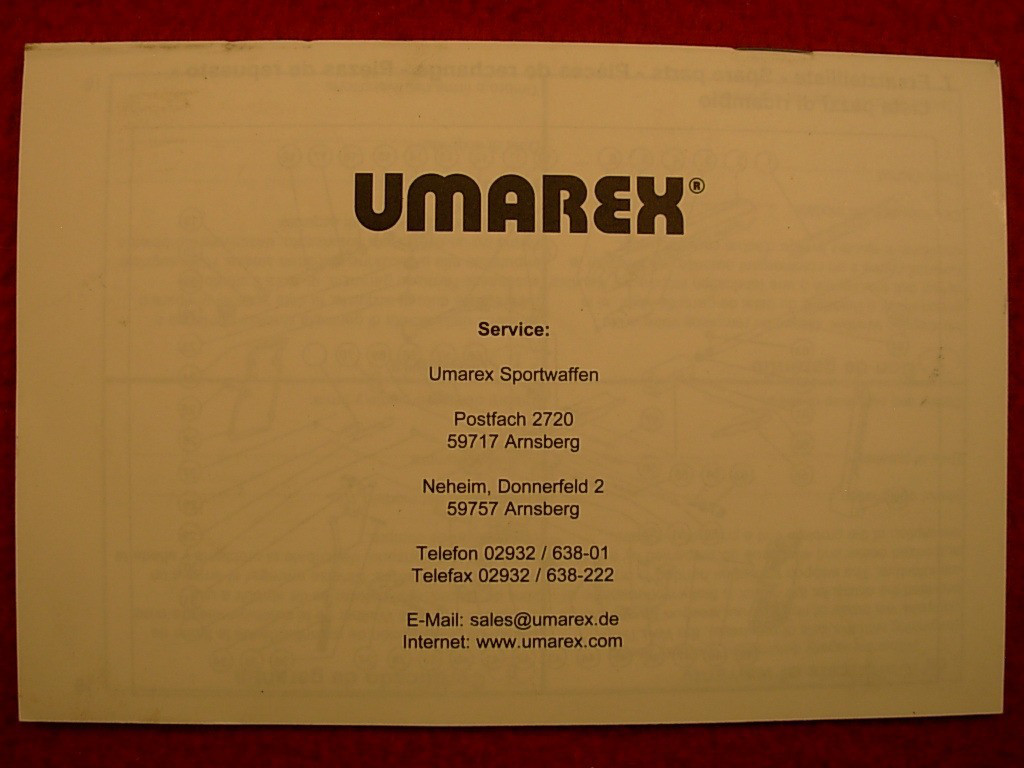 UMAREX®
Service:
Umarex Sportwaffen
Postfach 2720
59717 Arnsberg
Neheim, Donnerfeld 2
59757 Arnsberg
Telefon 02932 / 638-01
Telefax 02932 / 638-222
E-Mail: sales@umarex.de
Internet: www.umarex.com